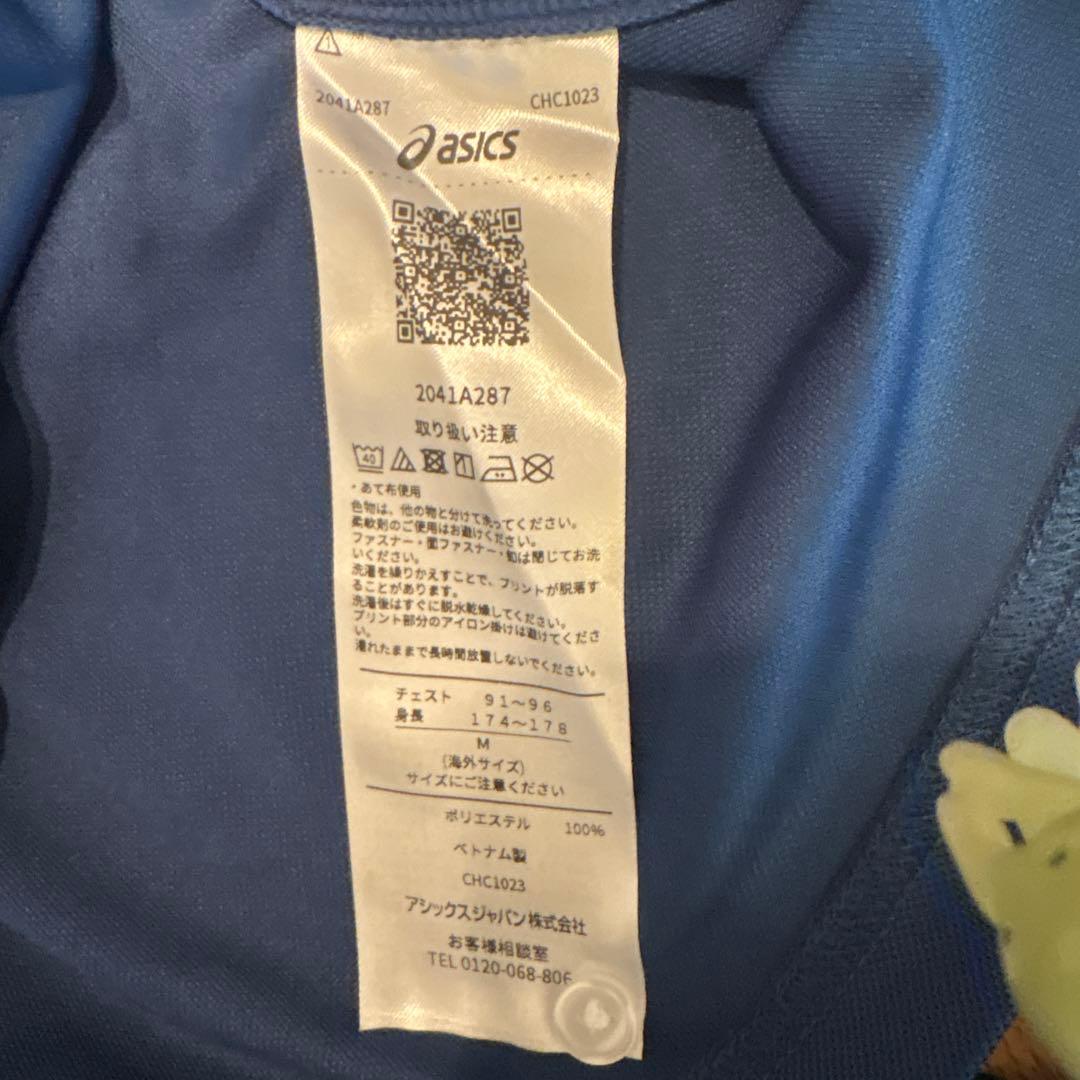 2041A287 CHC1023
asics
2041A287
取り扱い注意
40
・あて布使用
色物は、他の物と分けて洗ってください。
柔軟剤のご使用はお避けください。
ファスナー・面ファスナー・釦は閉じてお洗
いください。
洗濯を繰りかえすことで、プリントが脱落す
ることがあります。
洗濯後はすぐに脱水乾燥してください。
プリント部分のアイロン掛けは避けてくださ
い。
濡れたままで長時間放置しないでください。
チェスト 91~96
身長 174~178
M
(海外サイズ)
サイズにご注意ください
ポリエステル 100%
ベトナム製
CHC1023
アシックスジャパン株式会社
お客様相談室
TEL 0120-068-806